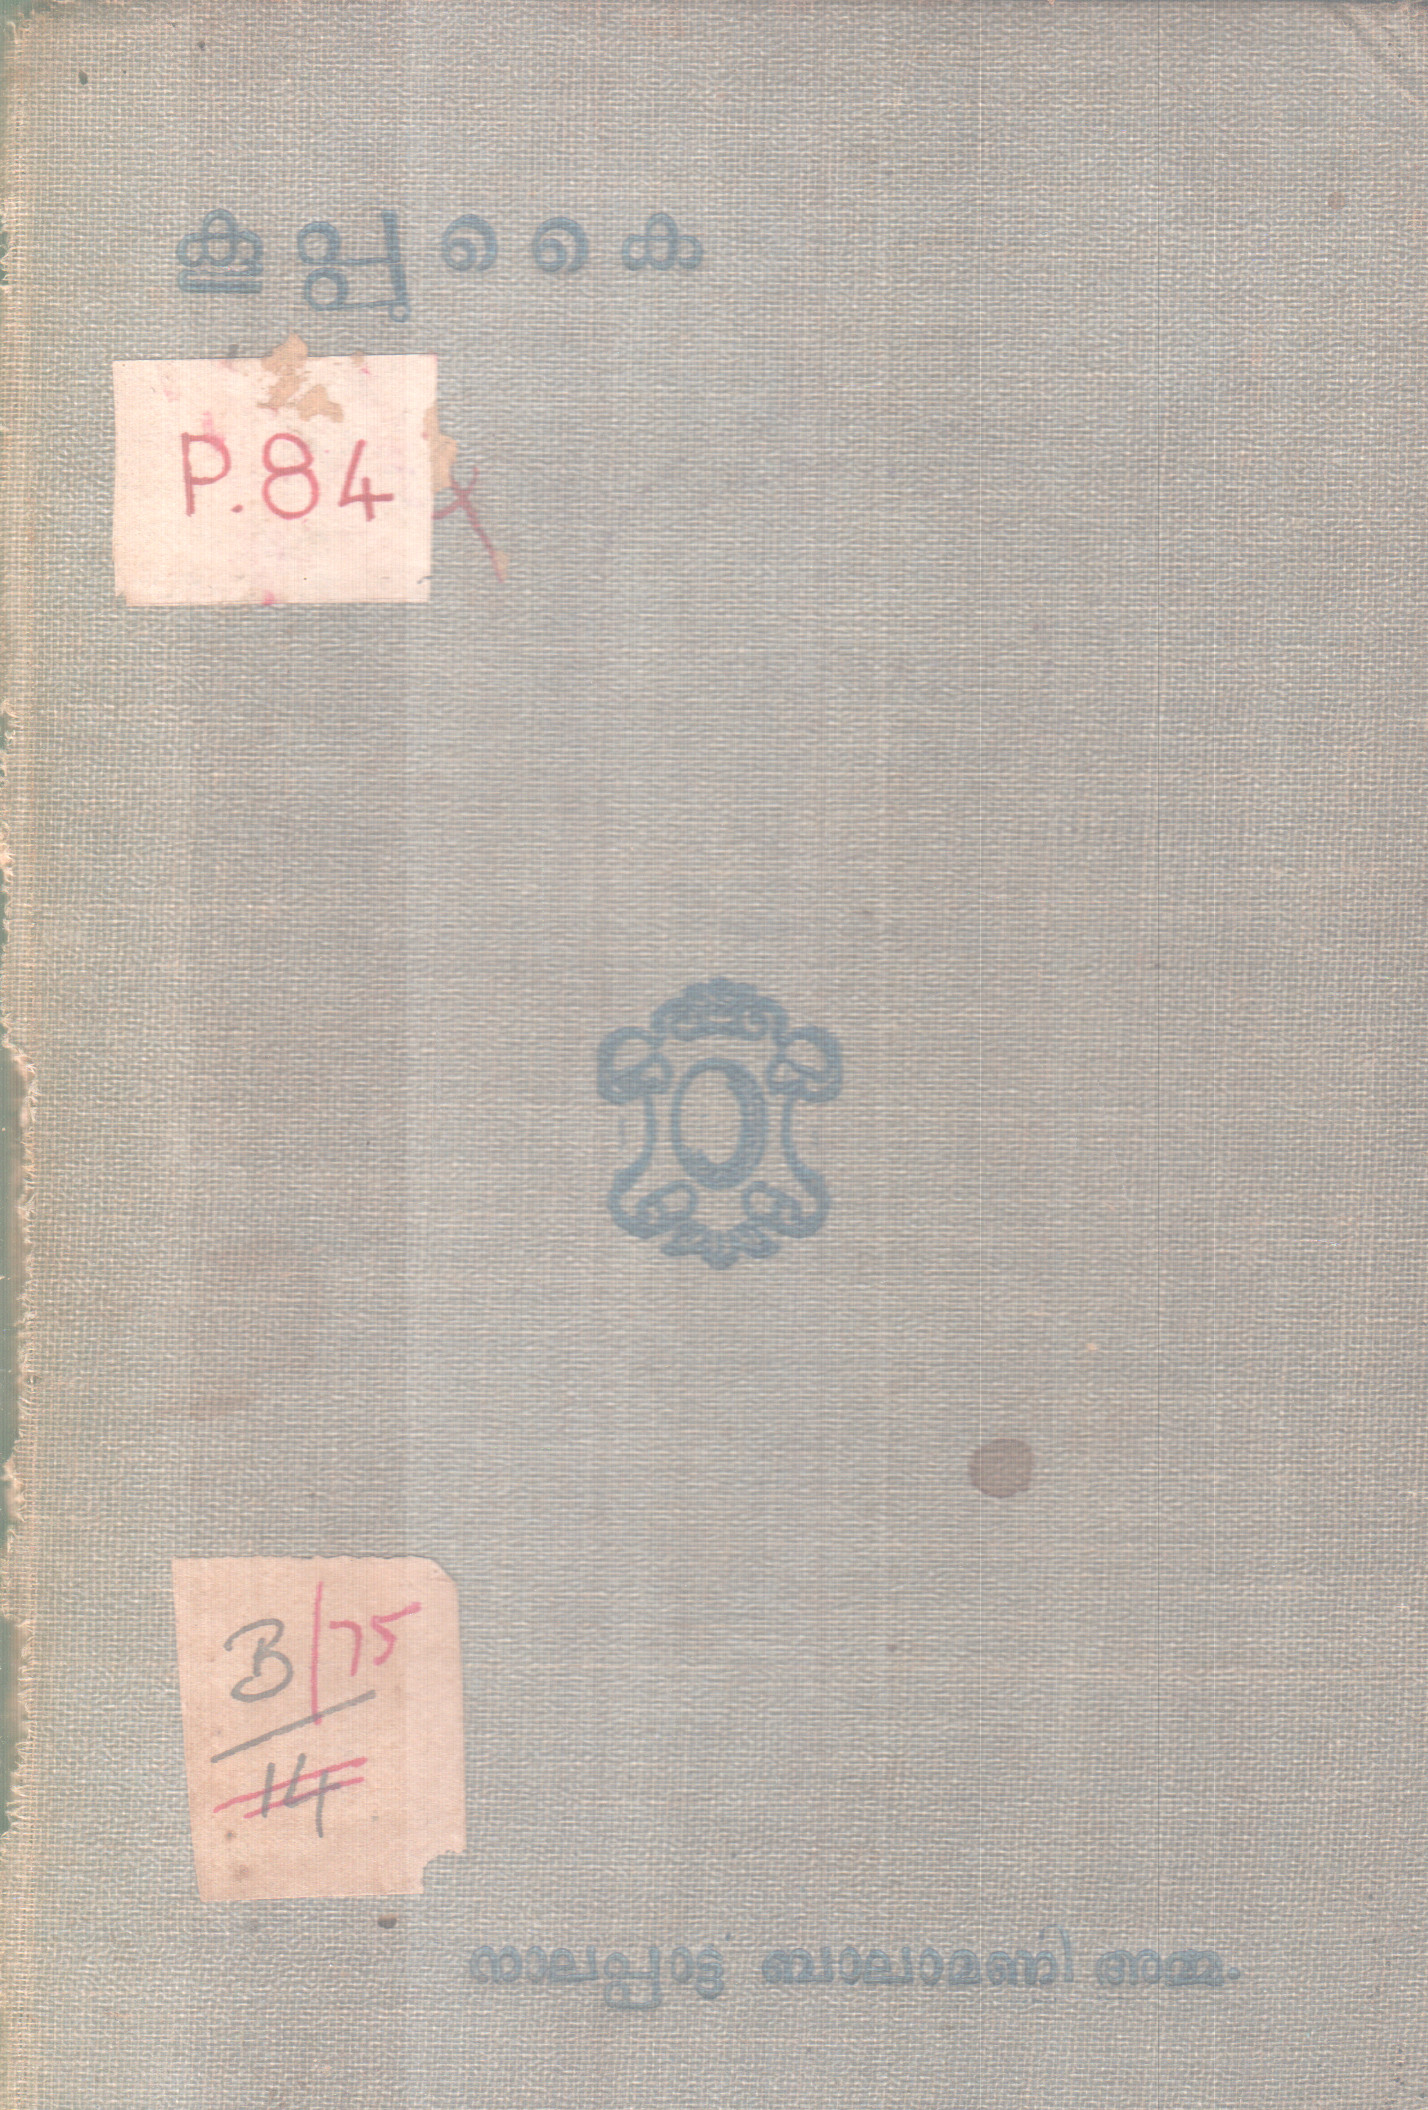 കൂപ്പുകൈ
P.84 X
B/75
14
നാലപ്പാട്ട് ബാലാമണി അമ്മ.